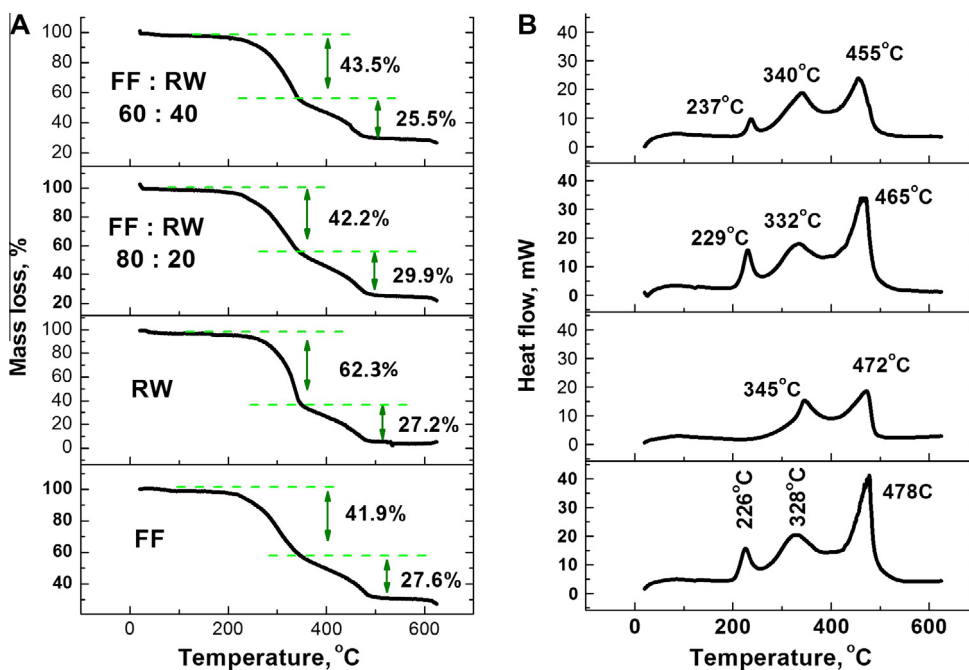 A
Mass loss, %
100
80
60
40
20
FF : RW
60 : 40
43.5%
25.5%
100
80
60
40
20
FF : RW
80 : 20
42.2%
29.9%
100
80
60
40
20
0
RW
62.3%
27.2%
100
80
60
40
FF
41.9%
27.6%
0 200 400 600
Temperature, °C
B
Heat flow, mW
40
30
20
10
0
237°C
340°C
455°C
40
30
20
10
0
229°C
332°C
465°C
40
30
20
10
0
345°C
472°C
40
30
20
10
0
226°C
328°C
478C
0 200 400 600
Temperature, °C